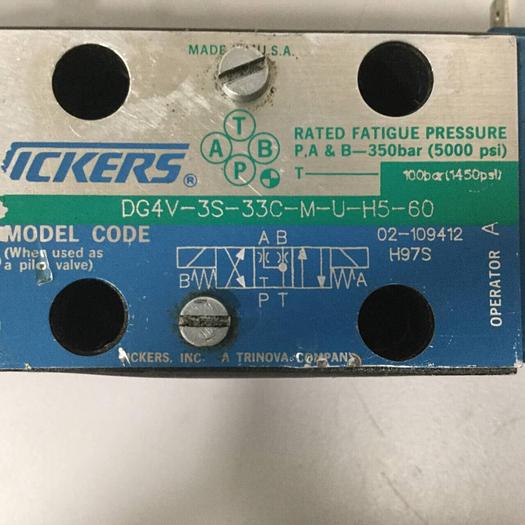 MADE U.S.A.
VICKERS®
T
A B
P
RATED FATIGUE PRESSURE
P,A & B—350bar (5000 psi)
T 100bar(1450psi)
DG4V-3S-33C-M-U-H5-60
MODEL CODE
(When used as
a pilot valve)
02-109412
H97S
A B
B A
T
P T
OPERATOR A
VICKERS, INC. A TRINOVA COMPANY